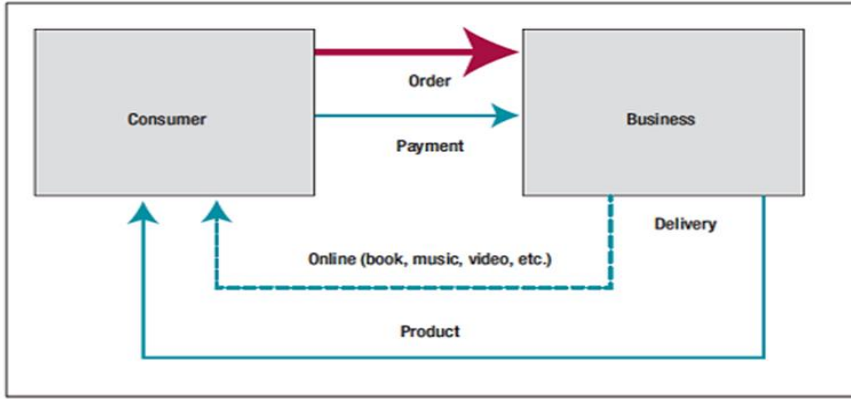 Order
Consumer
Business
Payment
Delivery
Online (book, music, video, etc.)
Product